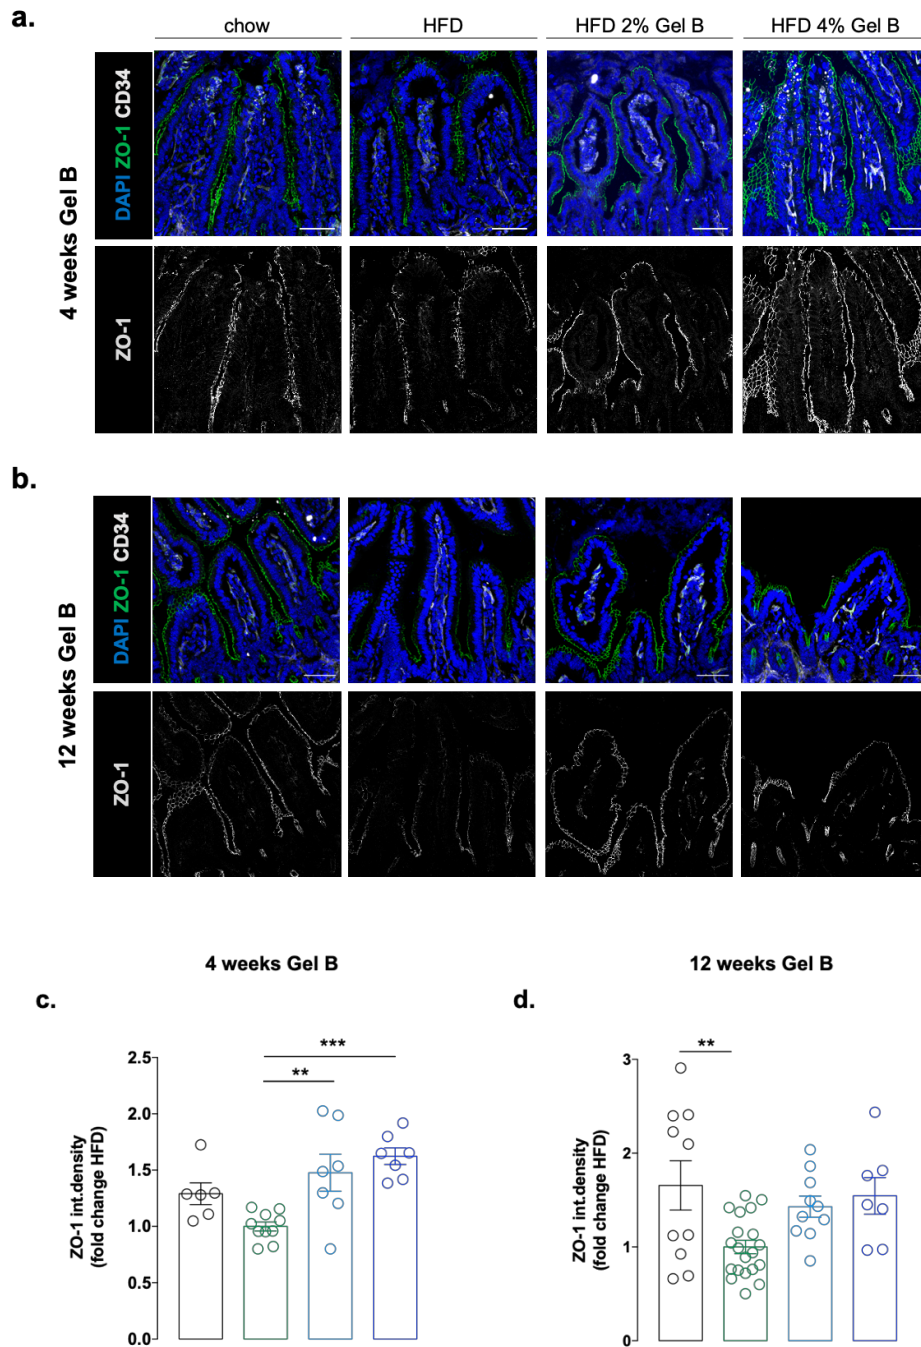 a.
chow HFD HFD 2% Gel B HFD 4% Gel B
4 weeks Gel B
DAPI ZO-1 CD34
ZO-1
b.
12 weeks Gel B
DAPI ZO-1 CD34
ZO-1
4 weeks Gel B
12 weeks Gel B
c.
ZO-1 int.density
(fold change HFD)
2.5
2.0
1.5
1.0
0.5
0.0
**
***
d.
ZO-1 int.density
(fold change HFD)
3
2
1
0
**